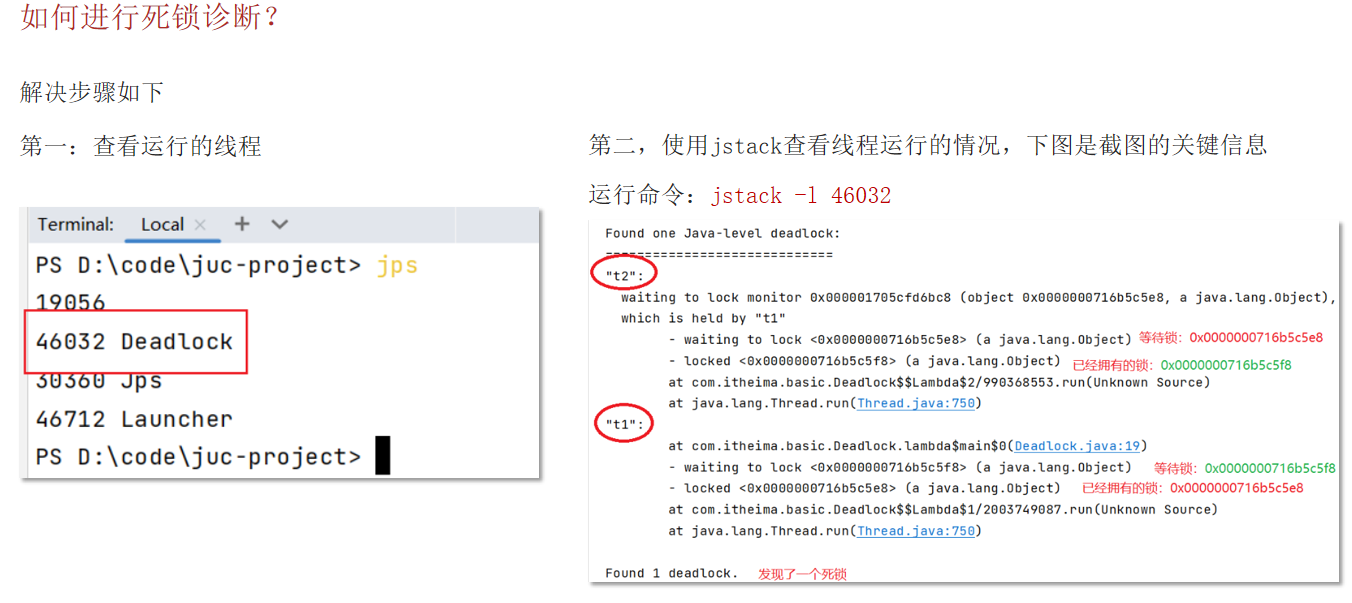 如何进行死锁诊断？
解决步骤如下
第一：查看运行的线程
Terminal: Local × +
PS D:\code\juc-project> jps
19056
46032 Deadlock
30360 Jps
46712 Launcher
PS D:\code\juc-project>
第二，使用jstack查看线程运行的情况，下图是截图的关键信息
运行命令：jstack -l 46032
Found one Java-level deadlock:
=============================
"t2":
waiting to lock monitor 0x000001705cfd6bc8 (object 0x0000000716b5c5e8, a java.lang.Object),
which is held by "t1"
- waiting to lock <0x0000000716b5c5e8> (a java.lang.Object) 等待锁：0x0000000716b5c5e8
- locked <0x0000000716b5c5f8> (a java.lang.Object) 已经拥有的锁：0x0000000716b5c5f8
at com.itheima.basic.Deadlock$$Lambda$2/990368553.run(Unknown Source)
at java.lang.Thread.run(Thread.java:750)
"t1":
at com.itheima.basic.Deadlock.lambda$main$0(Deadlock.java:19)
- waiting to lock <0x0000000716b5c5f8> (a java.lang.Object) 等待锁：0x0000000716b5c5f8
- locked <0x0000000716b5c5e8> (a java.lang.Object) 已经拥有的锁：0x0000000716b5c5e8
at com.itheima.basic.Deadlock$$Lambda$1/2003749087.run(Unknown Source)
at java.lang.Thread.run(Thread.java:750)
Found 1 deadlock. 发现了一个死锁